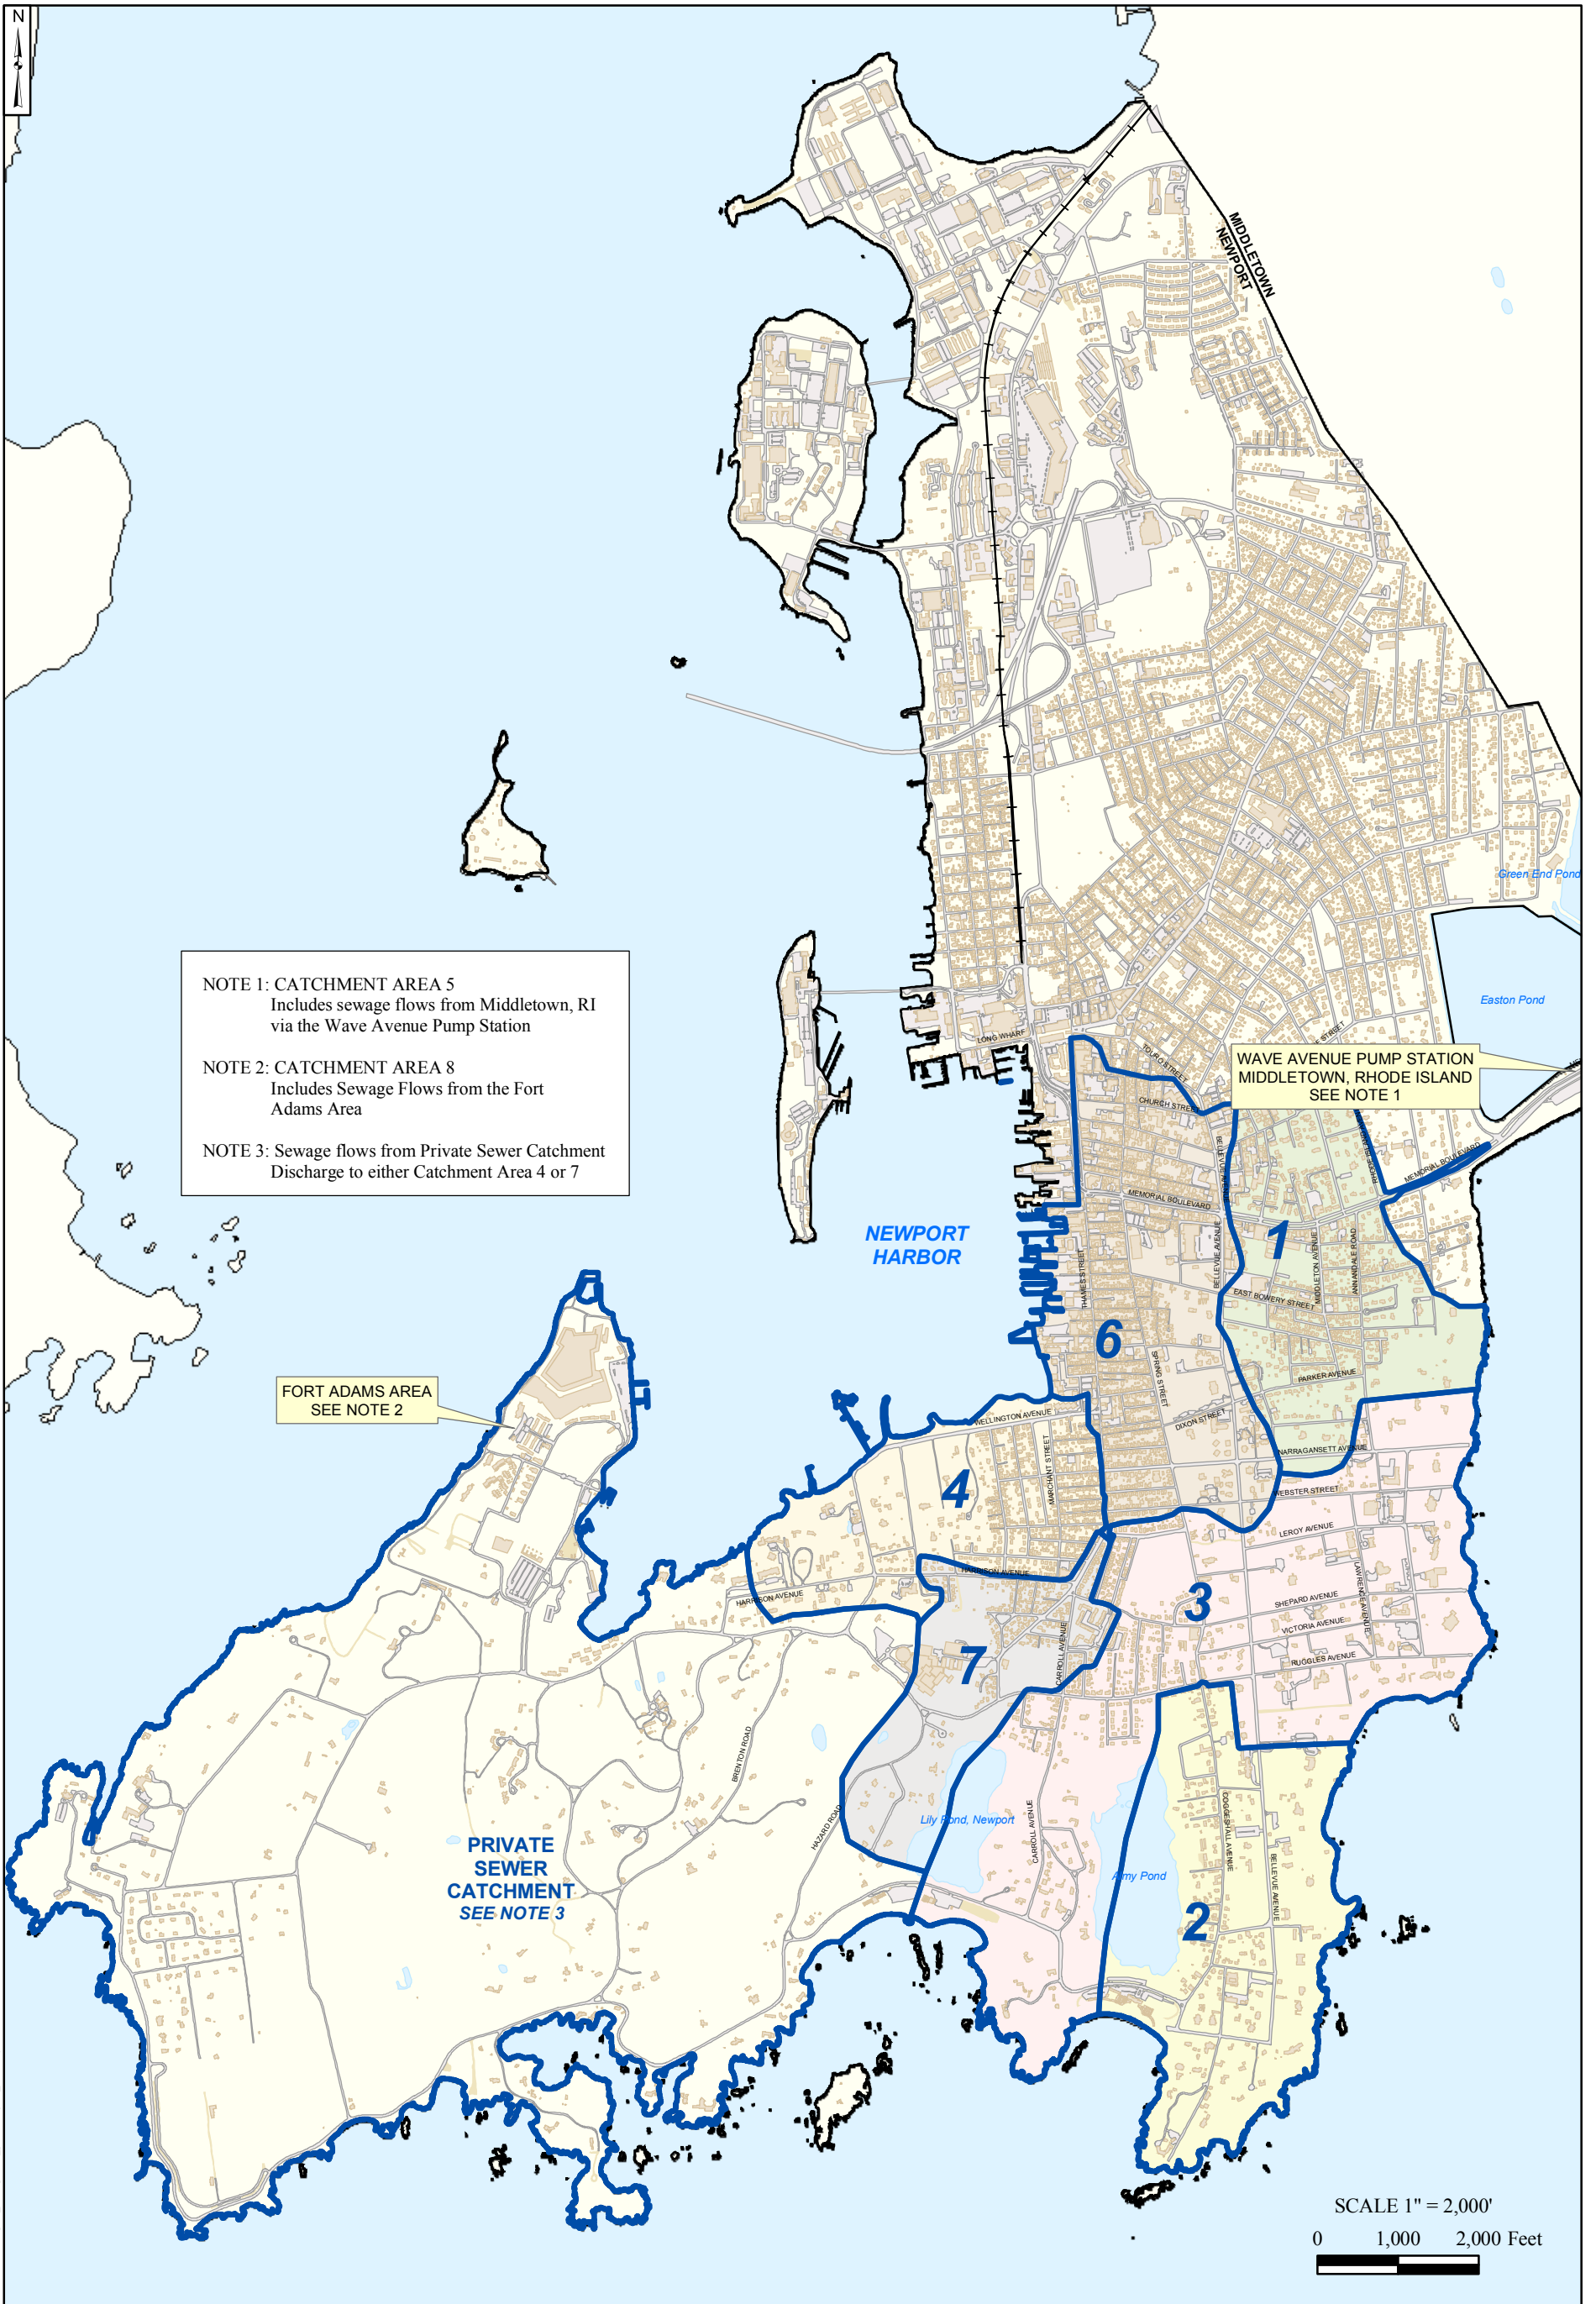 N
MIDDLETOWN
NEWPORT
Green End Pond
Easton Pond
NOTE 1: CATCHMENT AREA 5
Includes sewage flows from Middletown, RI
via the Wave Avenue Pump Station
NOTE 2: CATCHMENT AREA 8
Includes Sewage Flows from the Fort
Adams Area
NOTE 3: Sewage flows from Private Sewer Catchment
Discharge to either Catchment Area 4 or 7
LONG WHARF
TOURO STREET
STREET
WAVE AVENUE PUMP STATION
MIDDLETOWN, RHODE ISLAND
SEE NOTE 1
CHURCH STREET
BELLEVUE AVENUE
MEMORIAL BOULEVARD
MEMORIAL BOULEVARD
NEWPORT
HARBOR
1
THAMES STREET
BELLEVUE AVENUE
MIDDLETON AVENUE
ANNANDALE ROAD
EAST BOWERY STREET
6
SPRING STREET
PARKER AVENUE
FORT ADAMS AREA
SEE NOTE 2
WELLINGTON AVENUE
DIXON STREET
MARCHANT STREET
NARRAGANSETT AVENUE
4
WEBSTER STREET
LEROY AVENUE
HARRISON AVENUE
HARRISON AVENUE
3
LAWRENCE AVENUE
SHEPARD AVENUE
VICTORIA AVENUE
RUGGLES AVENUE
7
CARROLL AVENUE
BRENTON ROAD
HAZARD ROAD
Lily Pond, Newport
CARROLL AVENUE
COGGESHALL AVENUE
BELLEVUE AVENUE
Almy Pond
PRIVATE
SEWER
CATCHMENT
SEE NOTE 3
2
SCALE 1" = 2,000'
0 1,000 2,000 Feet